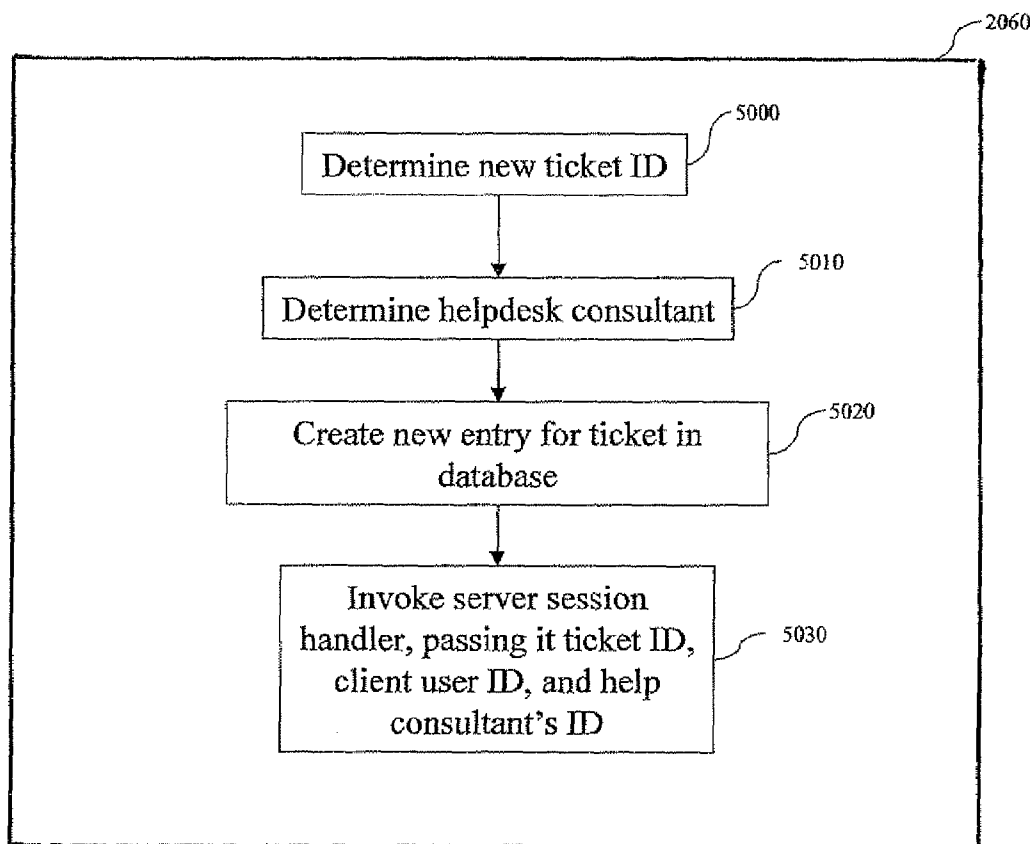 2060
5000
Determine new ticket ID
5010
Determine helpdesk consultant
5020
Create new entry for ticket in
database
Invoke server session
handler, passing it ticket ID,
5030
client user ID, and help
consultant's ID